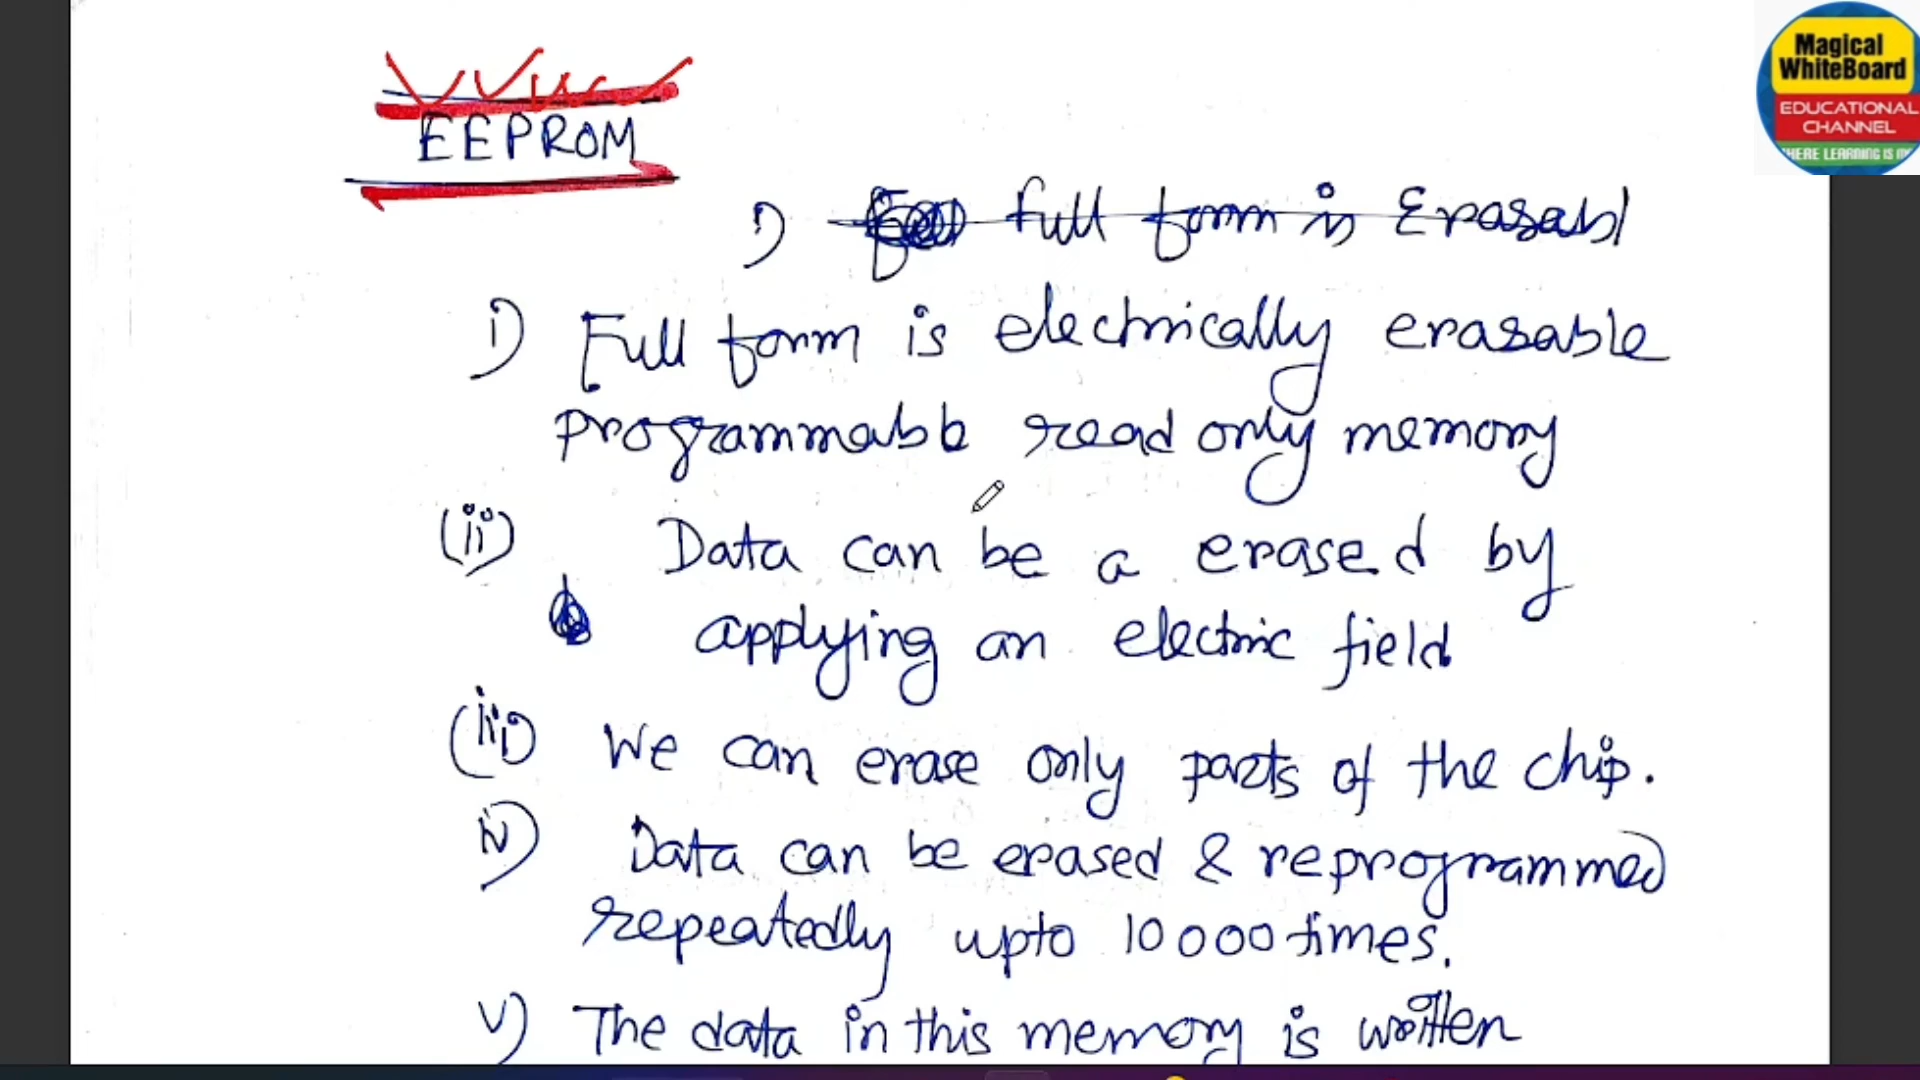 Magical
WhiteBoard
EDUCATIONAL
CHANNEL
EEPROM
1) full form is Erasabl
i) Full form is electrically erasable
programmable read only memory
(ii) Data can be a erased by
applying an electric field
(iii) We can erase only parts of the chip.
iv) Data can be erased & reprogrammed
repeatedly upto 10000 times.
v) The data in this memory is written